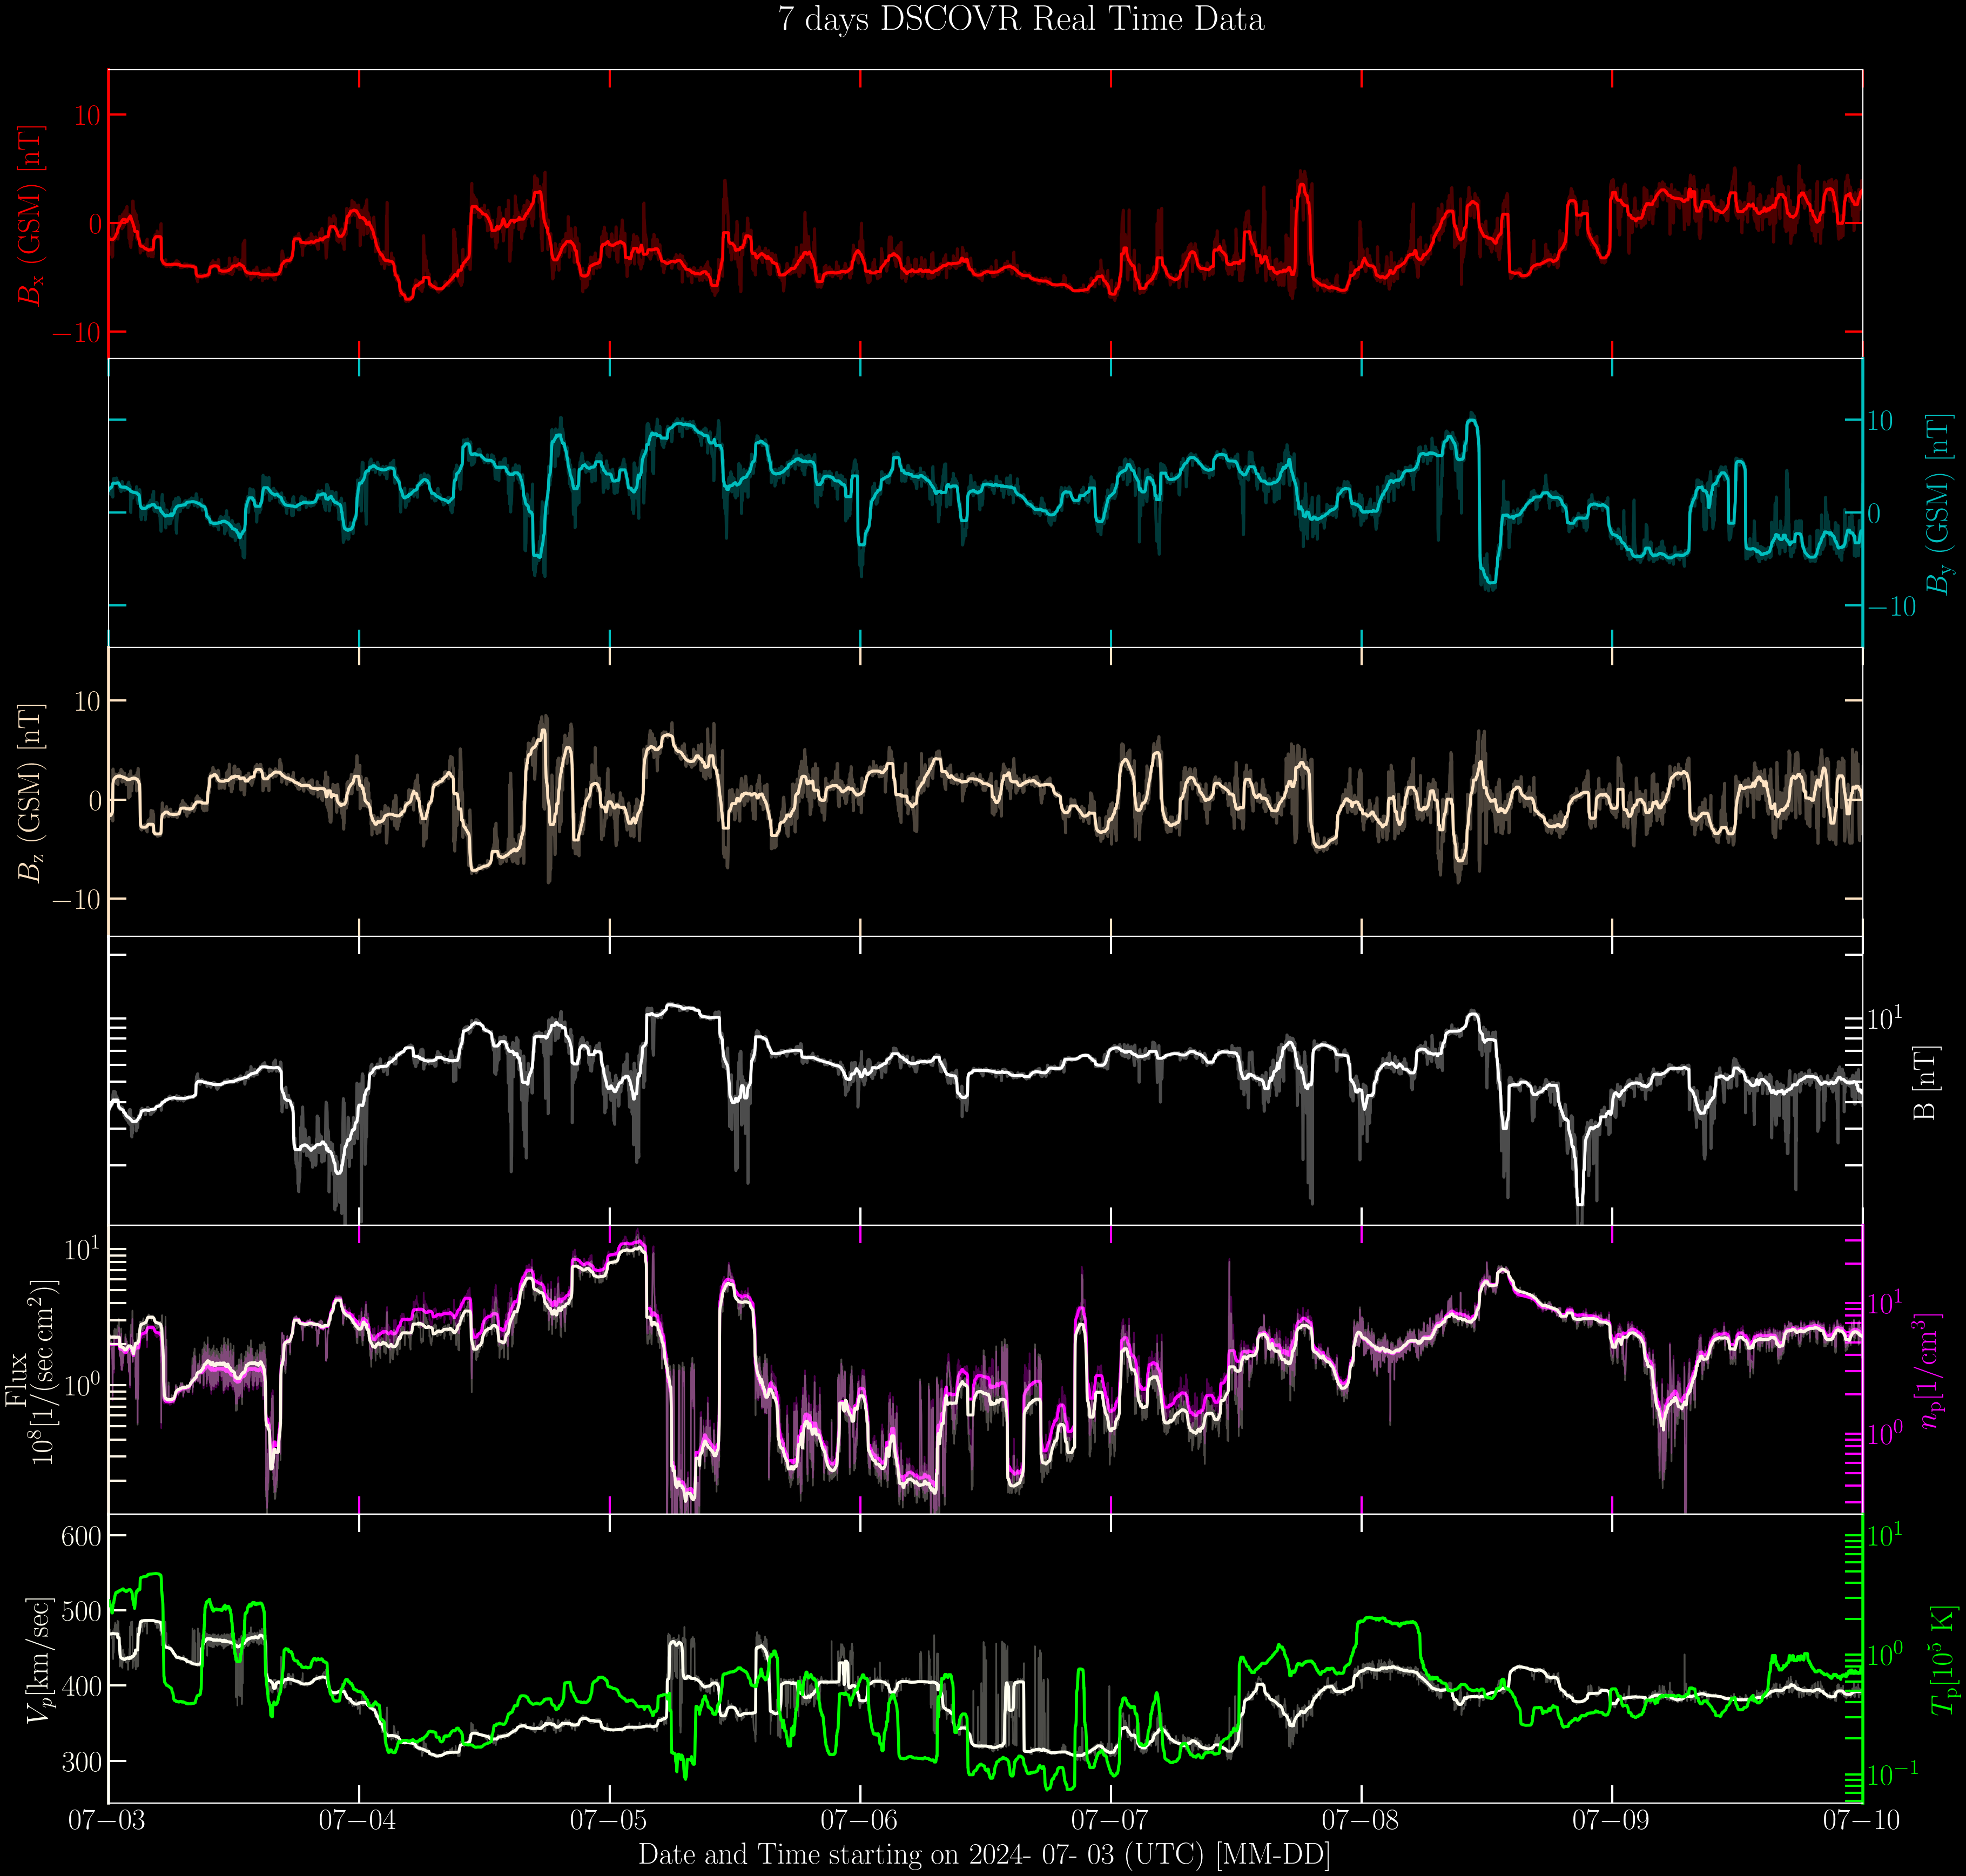 7 days DSCOVR Real Time Data
10
0
−10
Bx (GSM) [nT]
10
0
−10
By (GSM) [nT]
10
0
−10
Bz (GSM) [nT]
10^1
B [nT]
10^1
10^0
Flux
10^8[1/(sec cm^2)]
10^1
10^0
np[1/cm^3]
600
500
400
300
Vp[km/sec]
10^1
10^0
10^−1
Tp[10^5 K]
07−03 07−04 07−05 07−06 07−07 07−08 07−09 07−10
Date and Time starting on 2024- 07- 03 (UTC) [MM-DD]